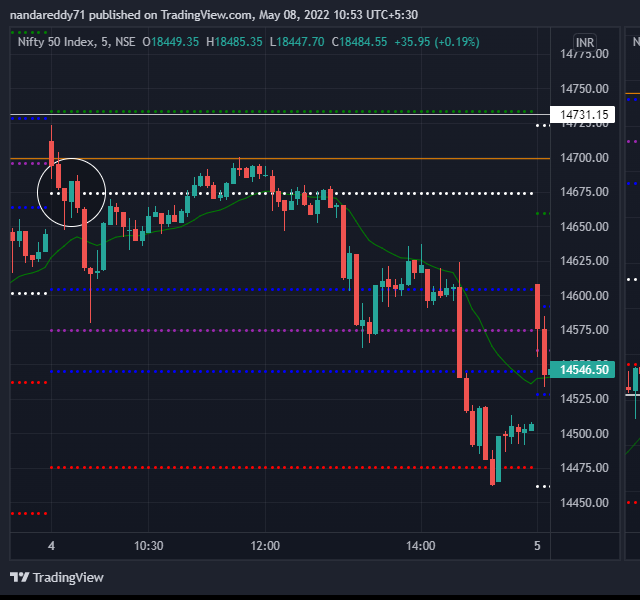 nandareddy71 published on TradingView.com, May 08, 2022 10:53 UTC+5:30
Nifty 50 Index, 5, NSE O18449.35 H18485.35 L18447.70 C18484.55 +35.95 (+0.19%)
INR
N
14775.00
14750.00
14731.15
14700.00
14675.00
14650.00
14625.00
14600.00
14575.00
14546.50
14525.00
14500.00
14475.00
14450.00
4 10:30 12:00 14:00 5
TradingView